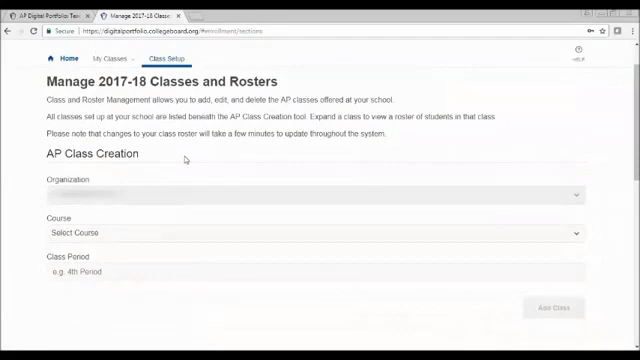 AP Digital Portfolio
Manage 2017-18 Classe
Secure
https://digitalportfolio.collegeboard.org/#enrollment/sections
Home
My Classes
Class Setup
HELP
Manage 2017-18 Classes and Rosters
Class and Roster Management allows you to add, edit, and delete the AP classes offered at your school.
All classes set up at your school are listed beneath the AP Class Creation tool. Expand a class to view a roster of students in that class
Please note that changes to your class roster will take a few minutes to update throughout the system.
AP Class Creation
Organization
Course
Select Course
Class Period
e.g. 4th Period
Add Class